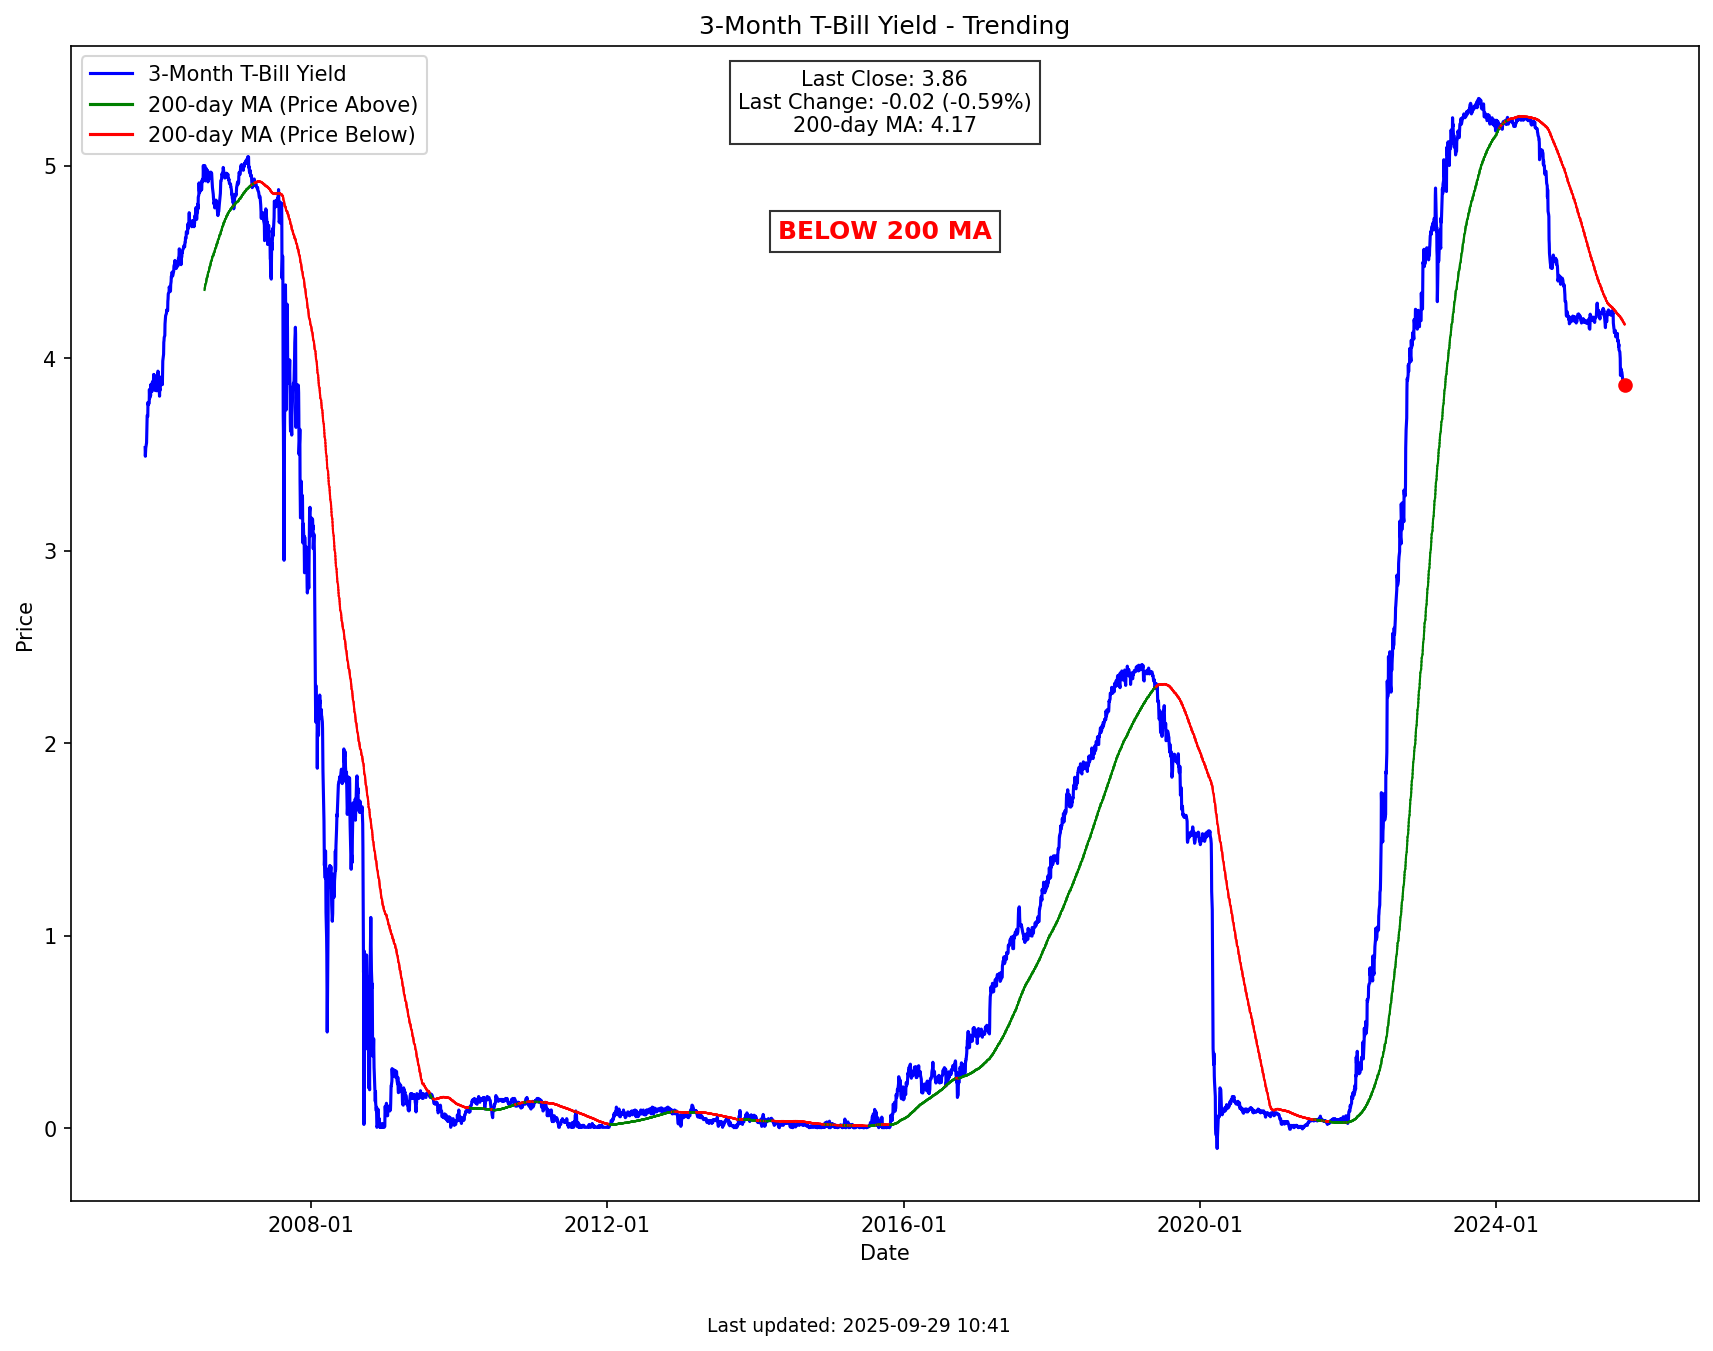 3-Month T-Bill Yield - Trending
3-Month T-Bill Yield
200-day MA (Price Above)
200-day MA (Price Below)
Last Close: 3.86
Last Change: -0.02 (-0.59%)
200-day MA: 4.17
BELOW 200 MA
5
4
3
2
1
0
Price
2008-01
2012-01
2016-01
2020-01
2024-01
Date
Last updated: 2025-09-29 10:41